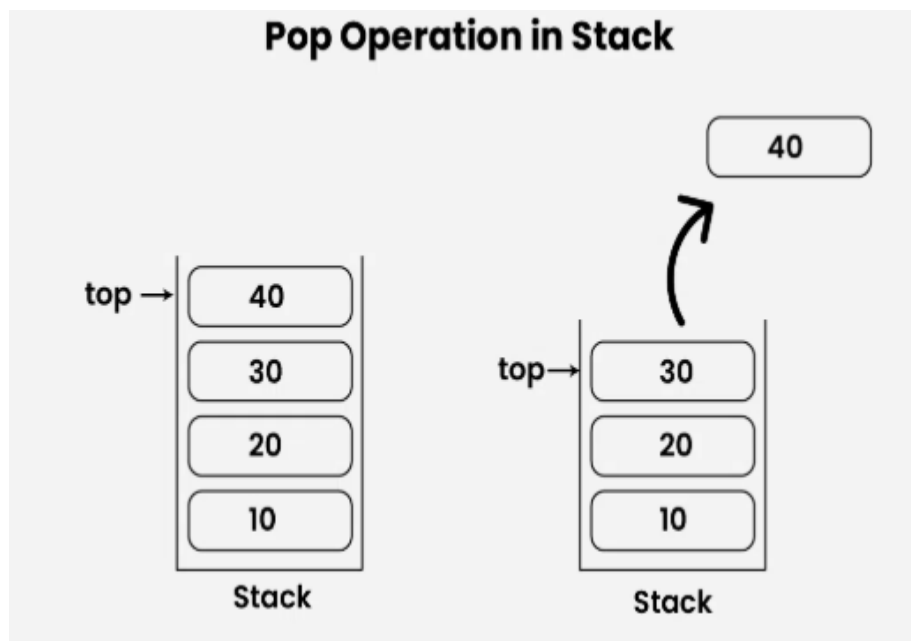 Pop Operation in Stack
40
top → 40
30
top → 30
20
20
10
10
Stack
Stack